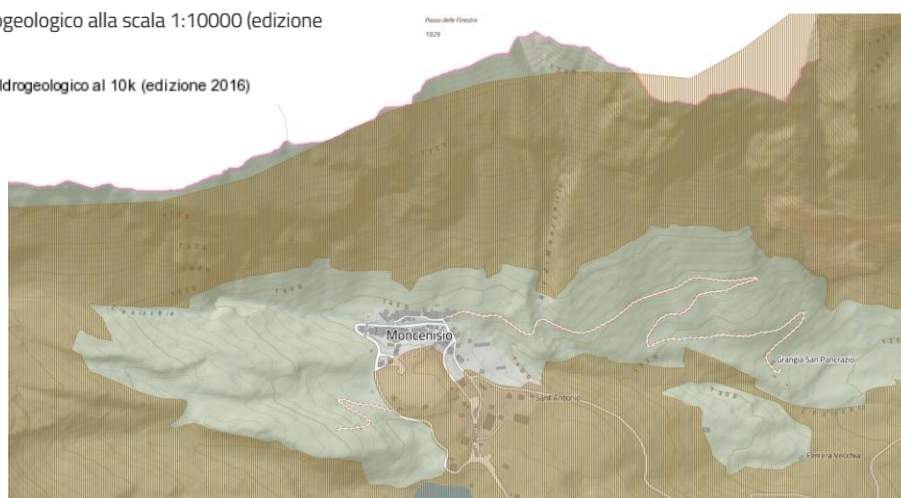 ogeologico alla scala 1:10000 (edizione
Passo delle Finestre
1929
Idrogeologico al 10k (edizione 2016)
Moncenisio
Grangia San Pancrazio
Sant'Antonio
Ferrera Vecchia